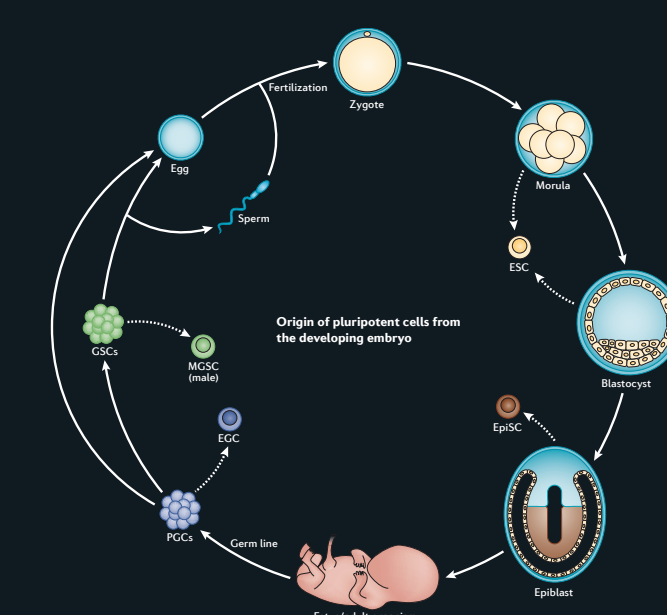 Fertilization
Zygote
Egg
Morula
Sperm
ESC
Origin of pluripotent cells from
the developing embryo
GSCs
MGSC
(male)
Blastocyst
EpiSC
EGC
PGCs
Germ line
Epiblast